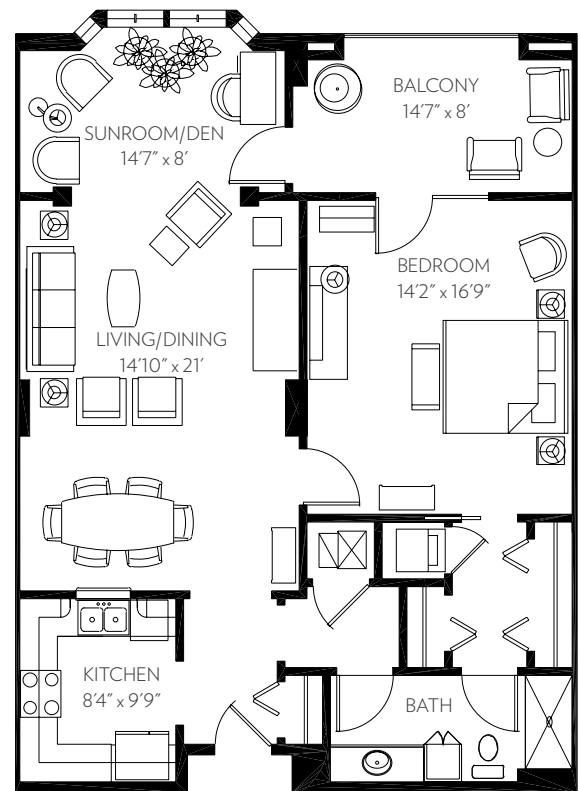 BALCONY
14'7" x 8'
SUNROOM/DEN
14'7" x 8'
BEDROOM
14'2" x 16'9"
LIVING/DINING
14'10" x 21'
KITCHEN
8'4" x 9'9"
BATH